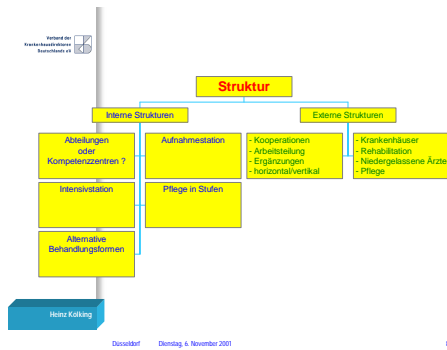 Verband der
Krankenhausdirektoren
Deutschlands e.V.
Struktur
Interne Strukturen
Externe Strukturen
Abteilungen
oder
Kompetenzzentren ?
Aufnahmestation
- Kooperationen
- Arbeitsteilung
- Ergänzungen
- horizontal/vertikal
- Krankenhäuser
- Rehabilitation
- Niedergelassene Ärzte
- Pflege
Intensivstation
Pflege in Stufen
Alternative
Behandlungsformen
Heinz Kölking
Düsseldorf Dienstag, 6. November 2001